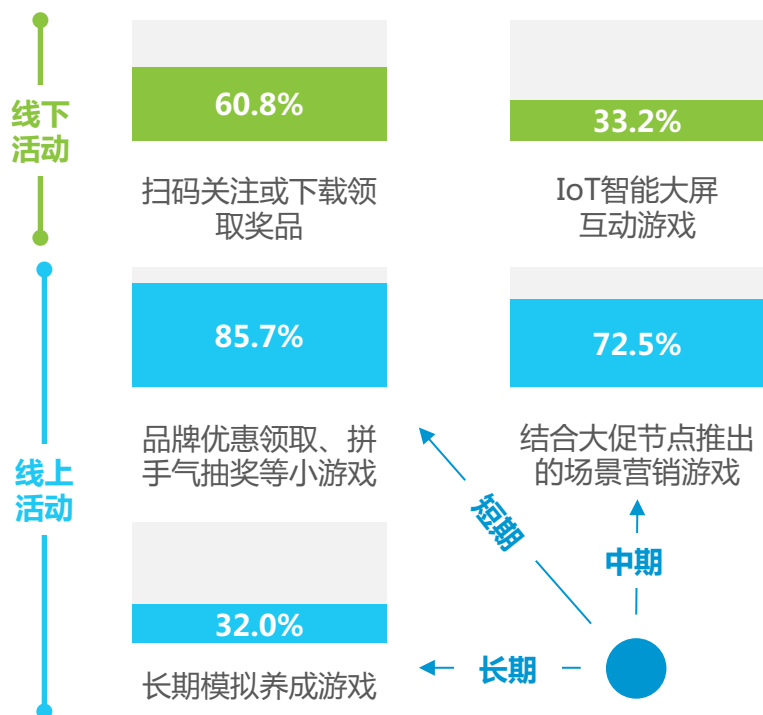 线下
活动
60.8%
33.2%
扫码关注或下载领
取奖品
IoT智能大屏
互动游戏
线上
活动
85.7%
72.5%
品牌优惠领取、拼
手气抽奖等小游戏
结合大促节点推出
的场景营销游戏
短期
中期
32.0%
长期模拟养成游戏
长期